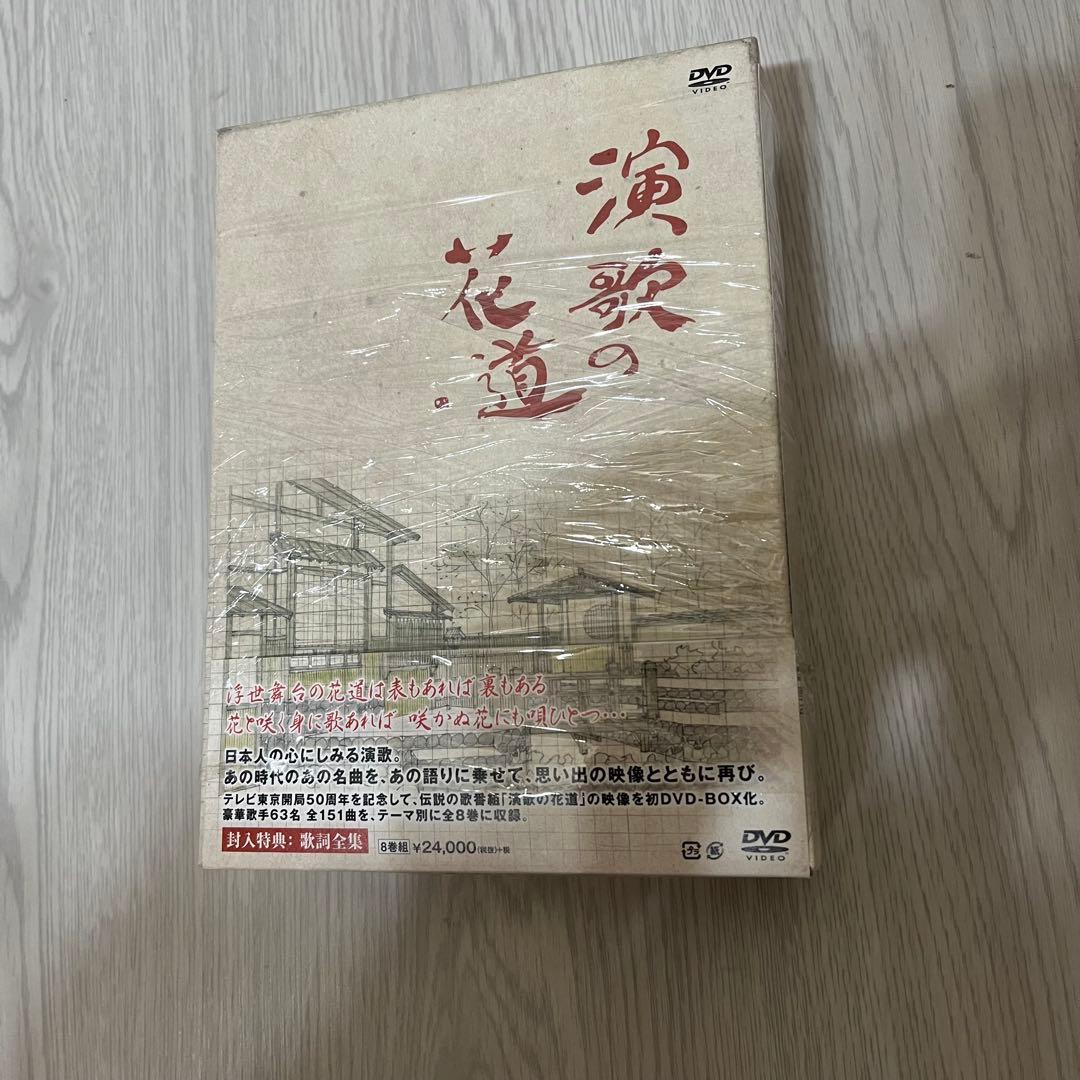 DVD
VIDEO
演歌の
花道
浮世舞台の花道は表もあれば裏もある
花と咲く身に歌あれば 咲かぬ花にも唄ひとつ…
日本人の心にしみる演歌。
あの時代のあの名曲を、あの語りに乗せて、思い出の映像とともに再び。
テレビ東京開局50周年を記念して、伝説の歌番組「演歌の花道」の映像を初DVD-BOX化。
豪華歌手63名 全151曲を、テーマ別に全8巻に収録。
封入特典：歌詞全集 8巻組 ¥24,000(税抜)+税
プラ 紙
DVD
VIDEO